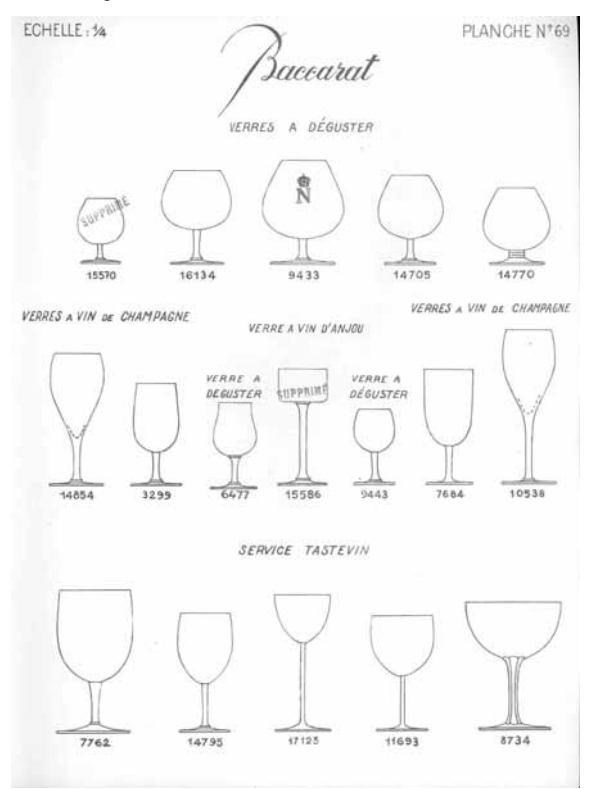 ECHELLE : 1/4
PLANCHE N° 69
Baccarat
VERRES A DÉGUSTER
SUPPRIMÉ
N
15570 16134 9433 14705 14770
VERRES A VIN DE CHAMPAGNE
VERRE A VIN D'ANJOU
VERRES A VIN DE CHAMPAGNE
VERRE A
DEGUSTER
SUPPRIMÉ
VERRE A
DÉGUSTER
14854 3299 6477 15586 9443 7684 10538
SERVICE TASTEVIN
7762 14795 17125 11693 8734